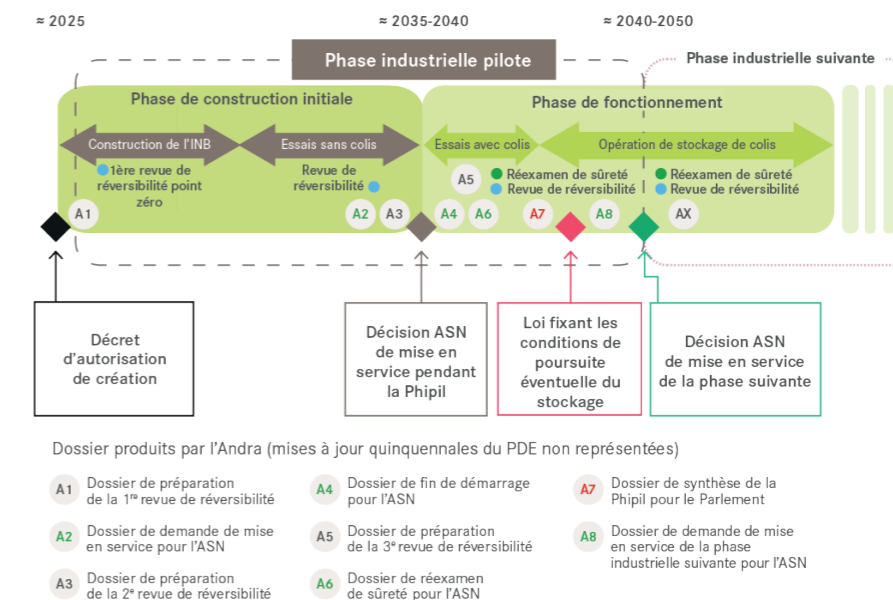 ≈ 2025
≈ 2035-2040
≈ 2040-2050
Phase industrielle pilote
Phase industrielle suivante
Phase de construction initiale
Phase de fonctionnement
Construction de l'INB
Essais sans colis
Essais avec colis
Opération de stockage de colis
1ère revue de
réversibilité point
zéro
Revue de
réversibilité
A5
Réexamen de sûreté
Revue de réversibilité
Réexamen de sûreté
Revue de réversibilité
A1
A2
A3
A4
A6
A7
A8
AX
Décret
d'autorisation
de création
Décision ASN
de mise en
service pendant
la Phipil
Loi fixant les
conditions de
poursuite
éventuelle du
stockage
Décision ASN
de mise en service
de la phase suivante
Dossier produits par l'Andra (mises à jour quinquennales du PDE non représentées)
A1 Dossier de préparation
de la 1re revue de réversibilité
A2 Dossier de demande de mise
en service pour l'ASN
A3 Dossier de préparation
de la 2e revue de réversibilité
A4 Dossier de fin de démarrage
pour l'ASN
A5 Dossier de préparation
de la 3e revue de réversibilité
A6 Dossier de réexamen
de sûreté pour l'ASN
A7 Dossier de synthèse de la
Phipil pour le Parlement
A8 Dossier de demande de mise
en service de la phase
industrielle suivante pour l'ASN